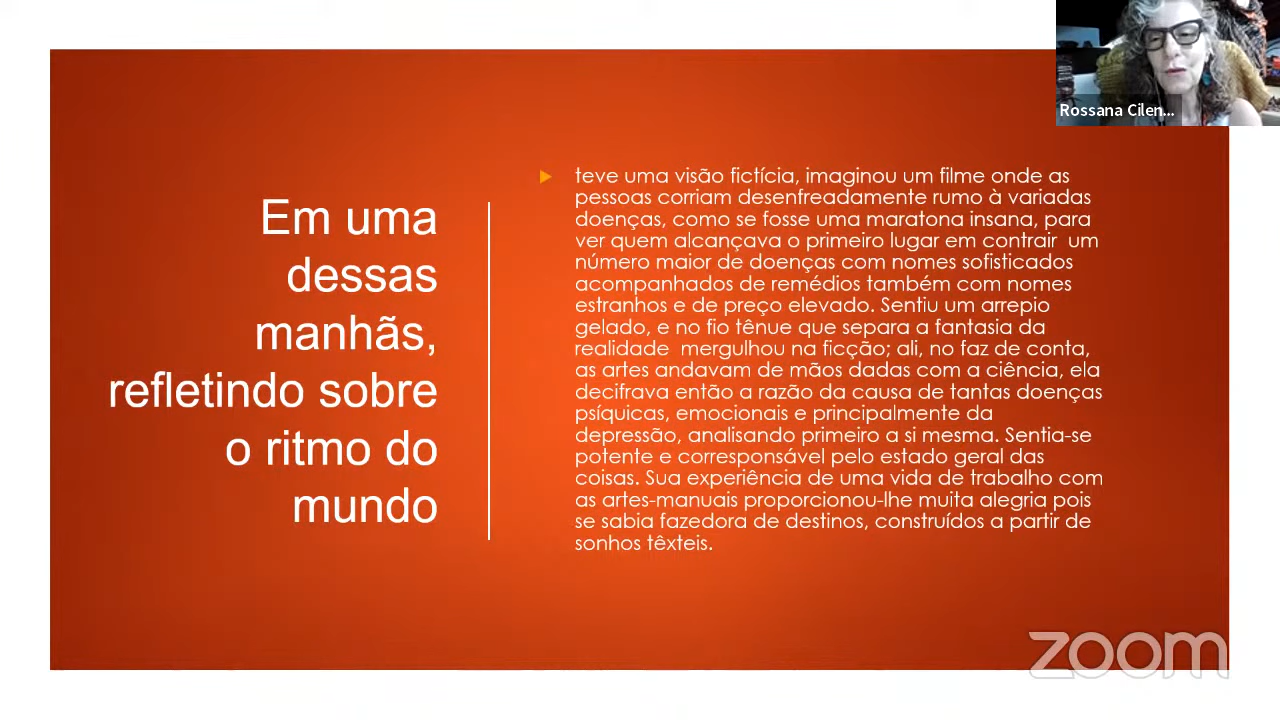 Rossana Cilen...
Em uma
dessas
manhãs,
refletindo sobre
o ritmo do
mundo
teve uma visão fictícia, imaginou um filme onde as
pessoas corriam desenfreadamente rumo à variadas
doenças, como se fosse uma maratona insana, para
ver quem alcançava o primeiro lugar em contrair um
número maior de doenças com nomes sofisticados
acompanhados de remédios também com nomes
estranhos e de preço elevado. Sentiu um arrepio
gelado, e no fio tênue que separa a fantasia da
realidade mergulhou na ficção; ali, no faz de conta,
as artes andavam de mãos dadas com a ciência, ela
decifrava então a razão da causa de tantas doenças
psíquicas, emocionais e principalmente da
depressão, analisando primeiro a si mesma. Sentia-se
potente e corresponsável pelo estado geral das
coisas. Sua experiência de uma vida de trabalho com
as artes-manuais proporcionou-lhe muita alegria pois
se sabia fazedora de destinos, construídos a partir de
sonhos têxteis.
zoom